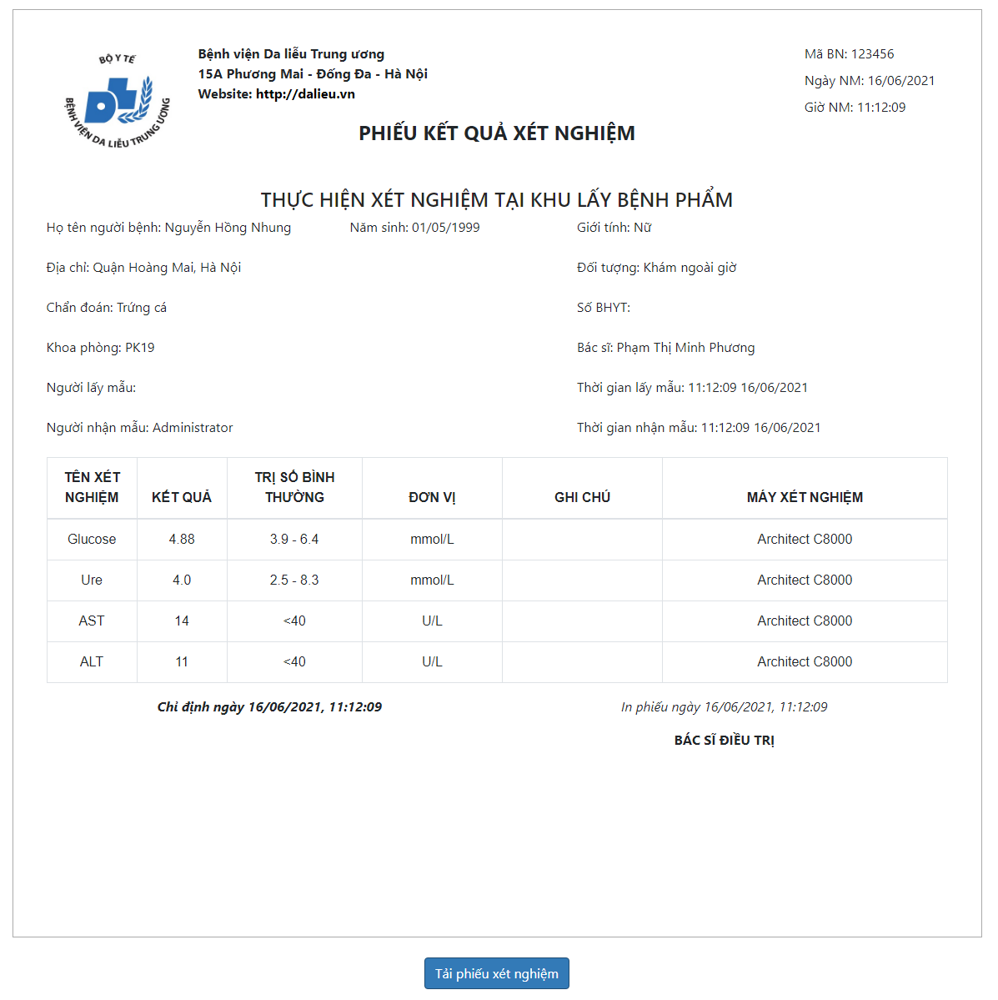 BỘ Y TẾ
BỆNH VIỆN DA LIỄU TRUNG ƯƠNG
Bệnh viện Da liễu Trung ương
15A Phương Mai - Đống Đa - Hà Nội
Website: http://dalieu.vn
Mã BN: 123456
Ngày NM: 16/06/2021
Giờ NM: 11:12:09
PHIẾU KẾT QUẢ XÉT NGHIỆM
THỰC HIỆN XÉT NGHIỆM TẠI KHU LẤY BỆNH PHẨM
Họ tên người bệnh: Nguyễn Hồng Nhung Năm sinh: 01/05/1999 Giới tính: Nữ
Địa chỉ: Quận Hoàng Mai, Hà Nội Đối tượng: Khám ngoài giờ
Chẩn đoán: Trứng cá Số BHYT:
Khoa phòng: PK19 Bác sĩ: Phạm Thị Minh Phương
Người lấy mẫu: Thời gian lấy mẫu: 11:12:09 16/06/2021
Người nhận mẫu: Administrator Thời gian nhận mẫu: 11:12:09 16/06/2021
TÊN XÉT NGHIỆM KẾT QUẢ TRỊ SỐ BÌNH THƯỜNG ĐƠN VỊ GHI CHÚ MÁY XÉT NGHIỆM
Glucose 4.88 3.9 - 6.4 mmol/L Architect C8000
Ure 4.0 2.5 - 8.3 mmol/L Architect C8000
AST 14 <40 U/L Architect C8000
ALT 11 <40 U/L Architect C8000
Chỉ định ngày 16/06/2021, 11:12:09 In phiếu ngày 16/06/2021, 11:12:09
BÁC SĨ ĐIỀU TRỊ
Tải phiếu xét nghiệm